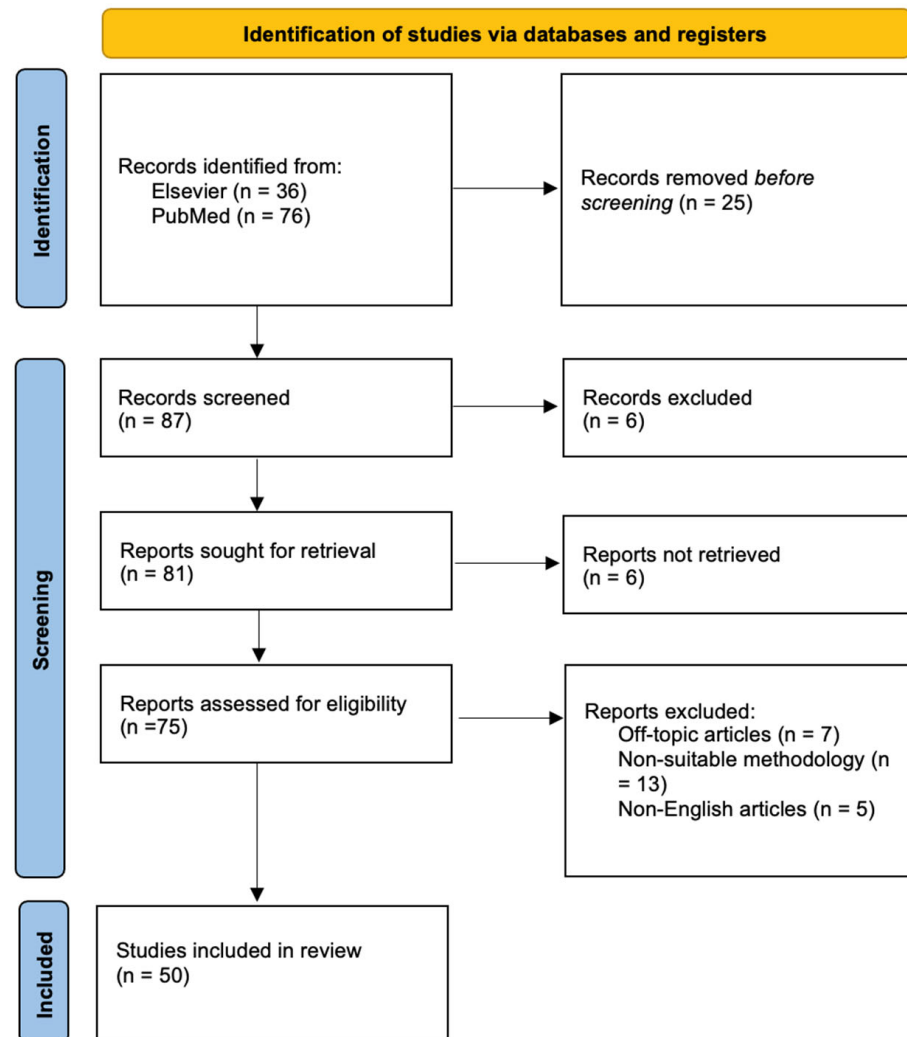 Identification of studies via databases and registers
Identification
Records identified from:
Elsevier (n = 36)
PubMed (n = 76)
Records removed before
screening (n = 25)
Screening
Records screened
(n = 87)
Records excluded
(n = 6)
Reports sought for retrieval
(n = 81)
Reports not retrieved
(n = 6)
Reports assessed for eligibility
(n =75)
Reports excluded:
Off-topic articles (n = 7)
Non-suitable methodology (n
= 13)
Non-English articles (n = 5)
Included
Studies included in review
(n = 50)